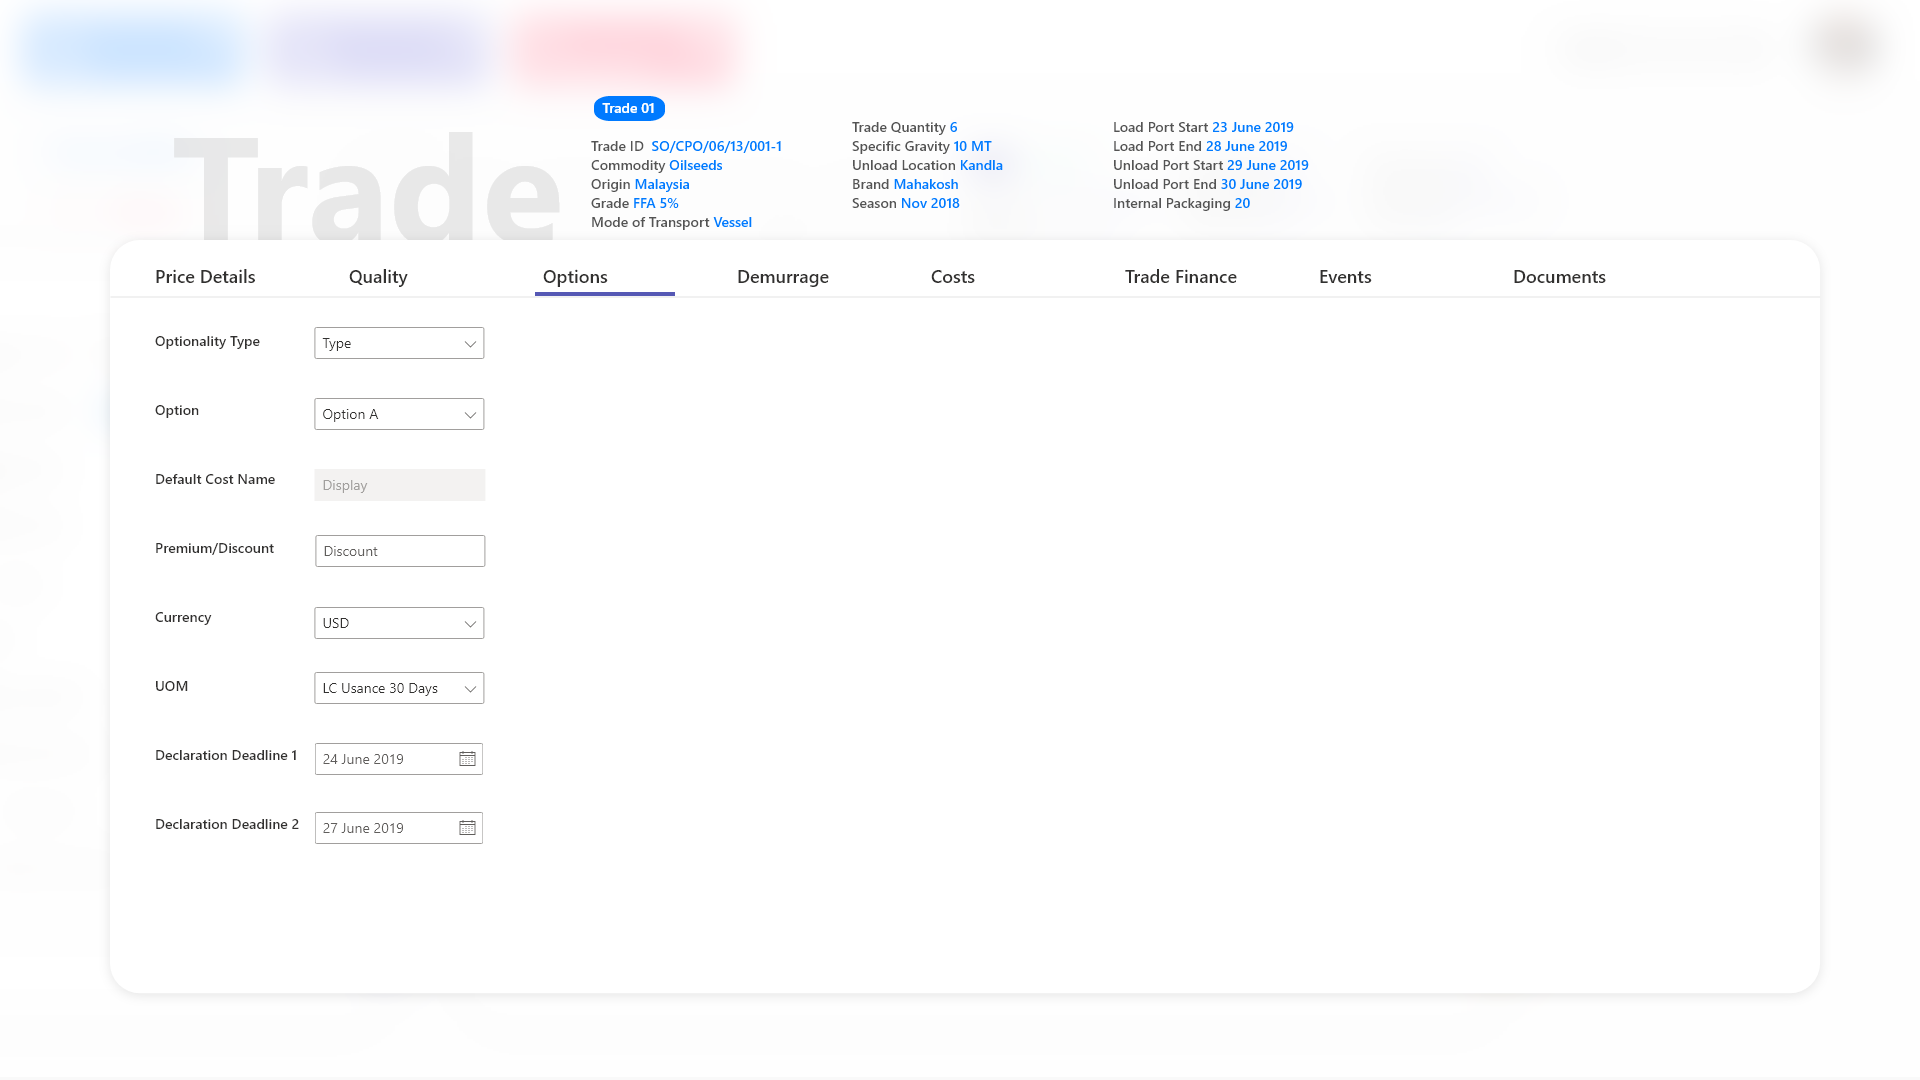 Trade
Trade 01
Trade ID SO/CPO/06/13/001-1
Commodity Oilseeds
Origin Malaysia
Grade FFA 5%
Mode of Transport Vessel
Trade Quantity 6
Specific Gravity 10 MT
Unload Location Kandla
Brand Mahakosh
Season Nov 2018
Load Port Start 23 June 2019
Load Port End 28 June 2019
Unload Port Start 29 June 2019
Unload Port End 30 June 2019
Internal Packaging 20
Price Details Quality Options Demurrage Costs Trade Finance Events Documents
Optionality Type Type
Option Option A
Default Cost Name Display
Premium/Discount Discount
Currency USD
UOM LC Usance 30 Days
Declaration Deadline 1 24 June 2019
Declaration Deadline 2 27 June 2019